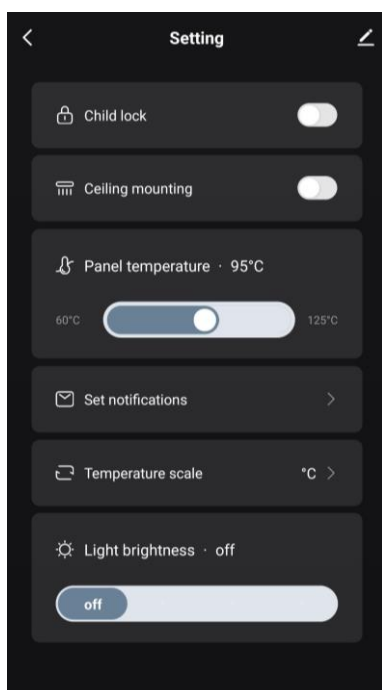 Setting
Child lock
Ceiling mounting
Panel temperature · 95°C
60°C 125°C
Set notifications
Temperature scale °C
Light brightness · off
off